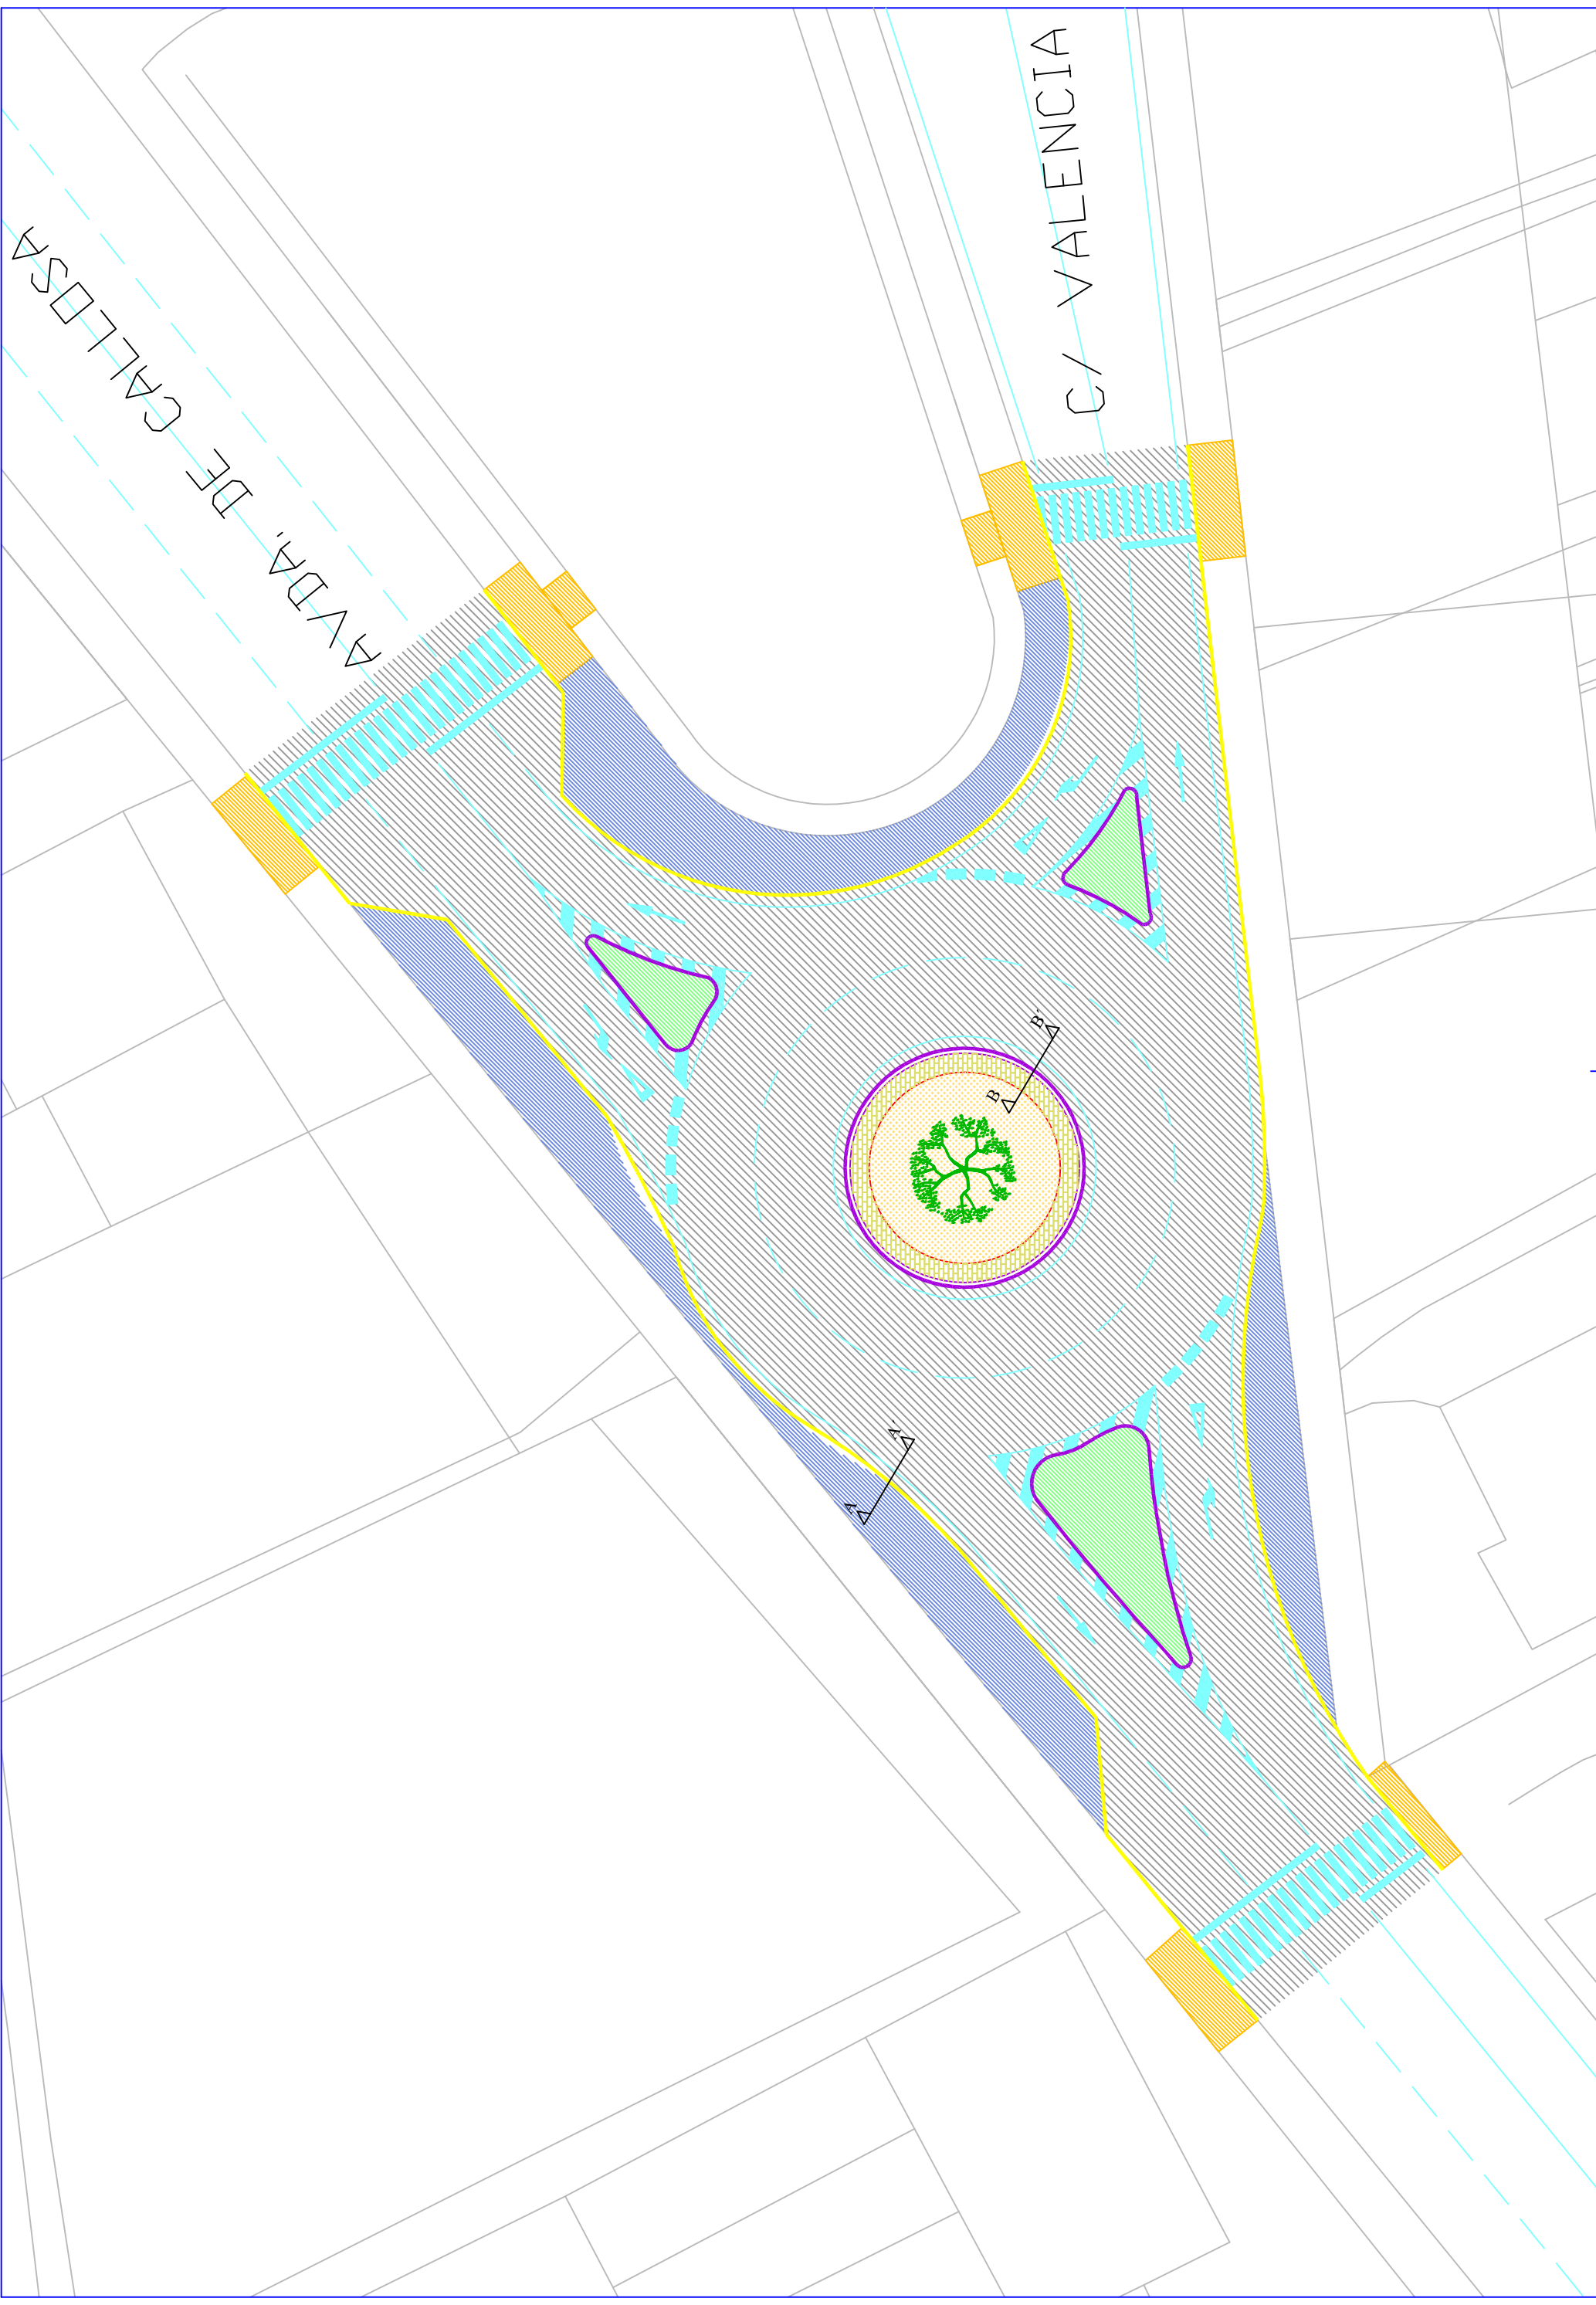 AVDA. DE CALLOSA
C/ VALENCIA
B'
B
A'
A